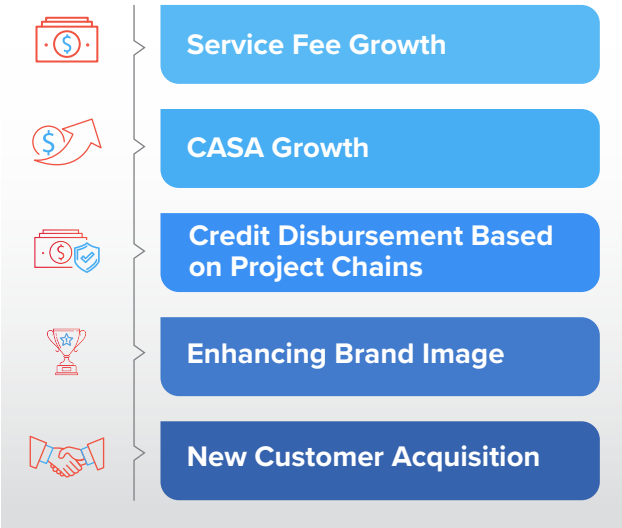 Service Fee Growth
CASA Growth
Credit Disbursement Based
on Project Chains
Enhancing Brand Image
New Customer Acquisition